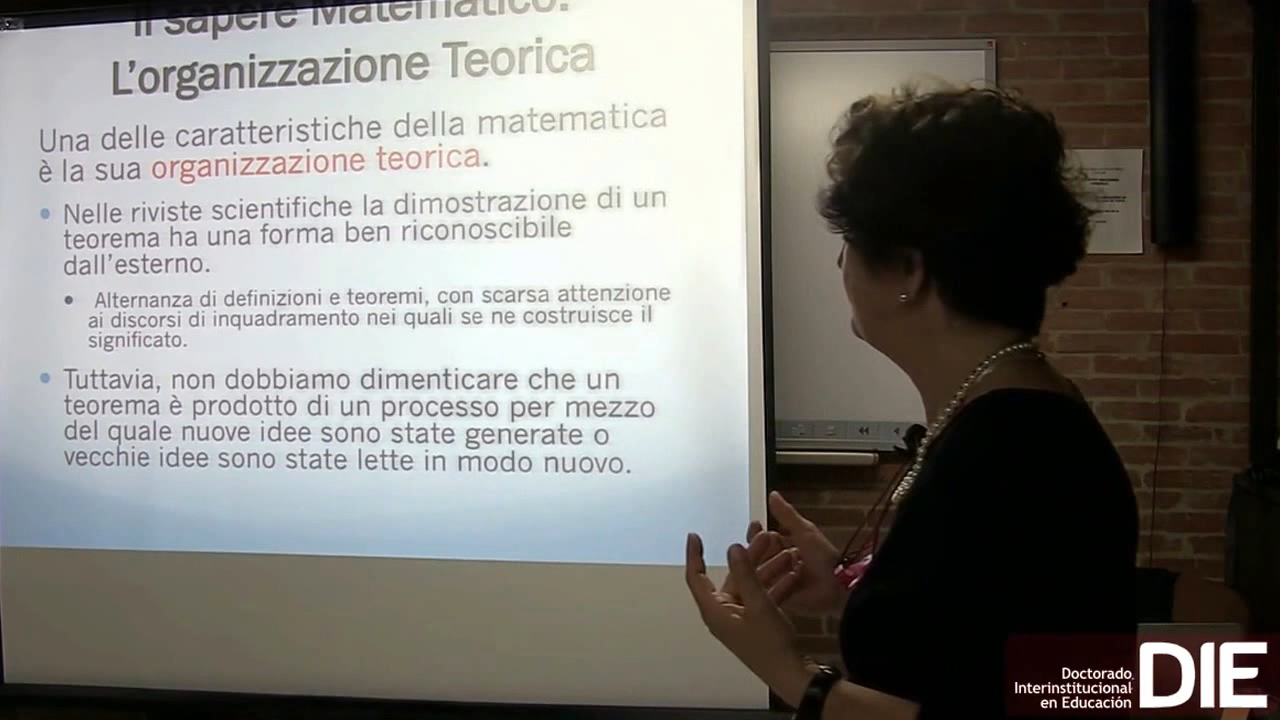 Il sapere Matematico:
L'organizzazione Teorica
Una delle caratteristiche della matematica
è la sua organizzazione teorica.
Nelle riviste scientifiche la dimostrazione di un
teorema ha una forma ben riconoscibile
dall'esterno.
Alternanza di definizioni e teoremi, con scarsa attenzione
ai discorsi di inquadramento nei quali se ne costruisce il
significato.
Tuttavia, non dobbiamo dimenticare che un
teorema è prodotto di un processo per mezzo
del quale nuove idee sono state generate o
vecchie idee sono state lette in modo nuovo.
Doctorado
Interinstitucional
en Educación
DIE